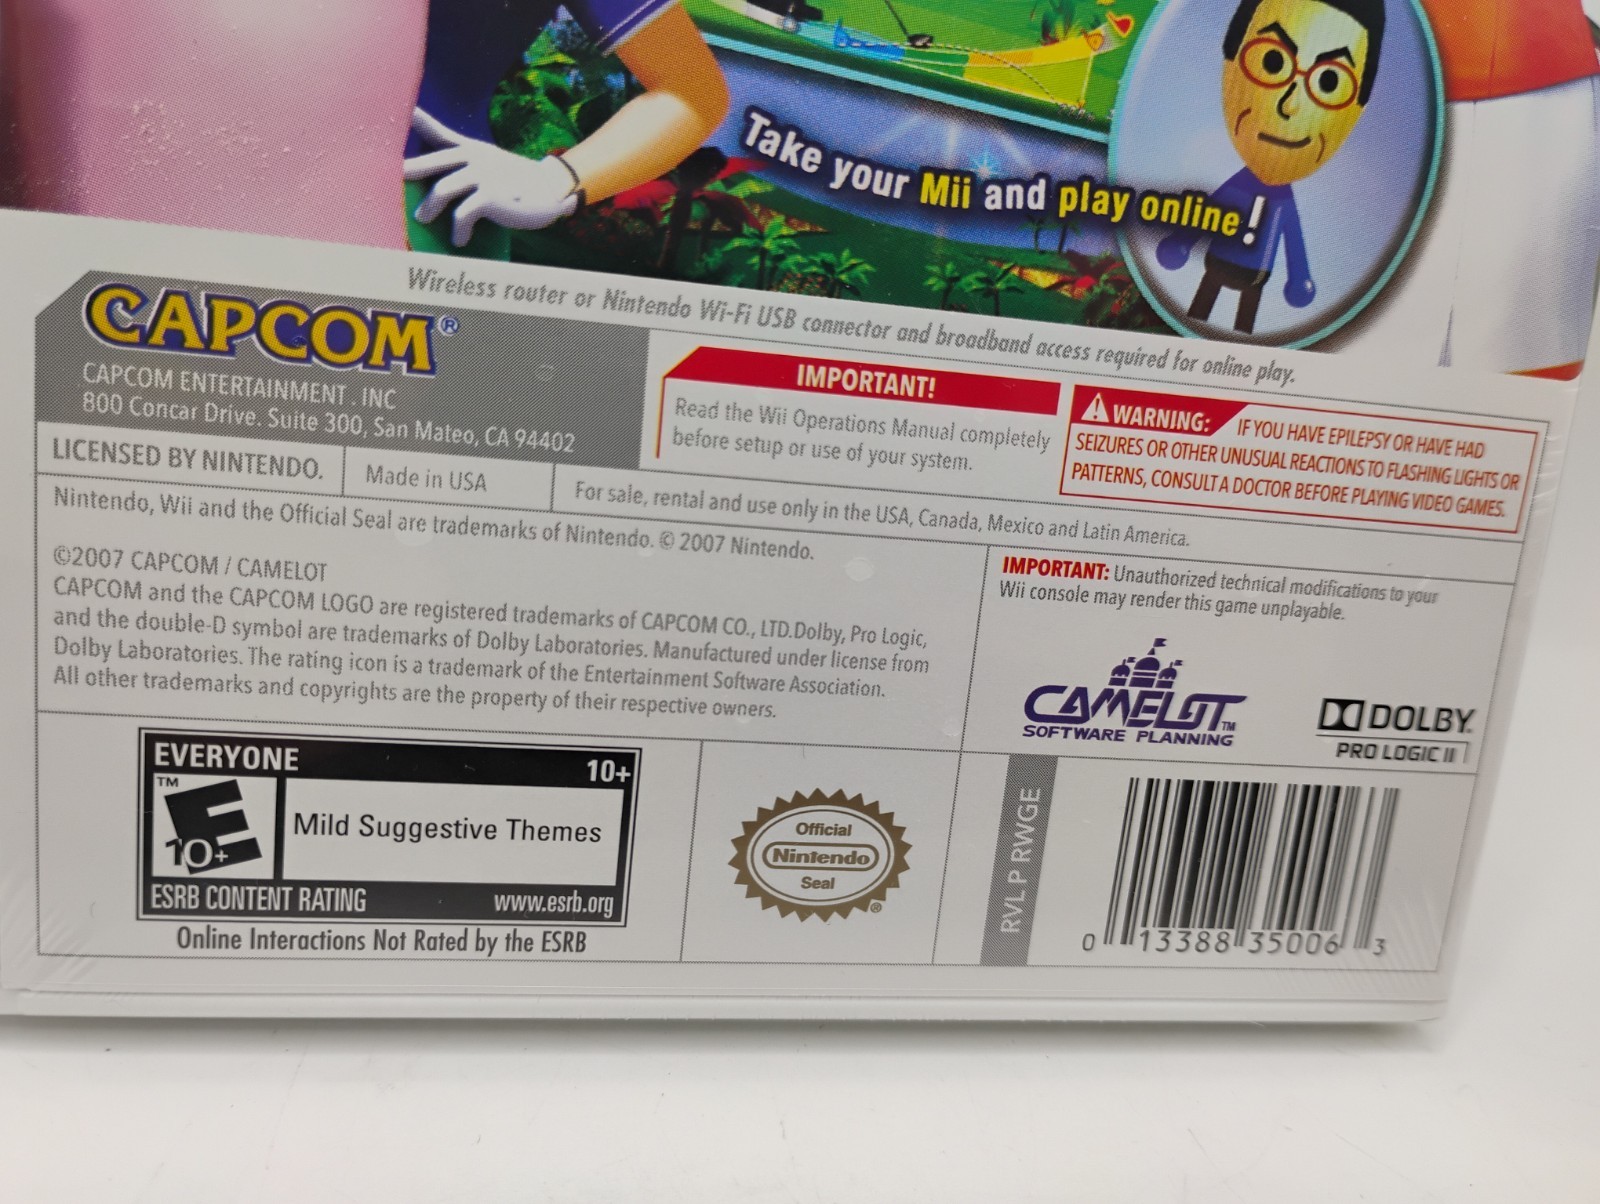 Take your Mii and play online!
Wireless router or Nintendo Wi-Fi USB connector and broadband access required for online play.
CAPCOM®
CAPCOM ENTERTAINMENT . INC
800 Concar Drive. Suite 300, San Mateo, CA 94402
IMPORTANT!
Read the Wii Operations Manual completely
before setup or use of your system.
WARNING: IF YOU HAVE EPILEPSY OR HAVE HAD
SEIZURES OR OTHER UNUSUAL REACTIONS TO FLASHING LIGHTS OR
PATTERNS, CONSULT A DOCTOR BEFORE PLAYING VIDEO GAMES.
LICENSED BY NINTENDO.
Made in USA
For sale, rental and use only in the USA, Canada, Mexico and Latin America.
Nintendo, Wii and the Official Seal are trademarks of Nintendo. © 2007 Nintendo.
©2007 CAPCOM / CAMELOT
CAPCOM and the CAPCOM LOGO are registered trademarks of CAPCOM CO., LTD.Dolby, Pro Logic,
and the double-D symbol are trademarks of Dolby Laboratories. Manufactured under license from
Dolby Laboratories. The rating icon is a trademark of the Entertainment Software Association.
All other trademarks and copyrights are the property of their respective owners.
IMPORTANT: Unauthorized technical modifications to your
Wii console may render this game unplayable.
CAMELOT™
SOFTWARE PLANNING
DOLBY
PRO LOGIC II
EVERYONE 10+
TM
E
10+
Mild Suggestive Themes
ESRB CONTENT RATING www.esrb.org
Online Interactions Not Rated by the ESRB
Official
Nintendo
Seal
®
RVLP RWGE
0 13388 35006 3